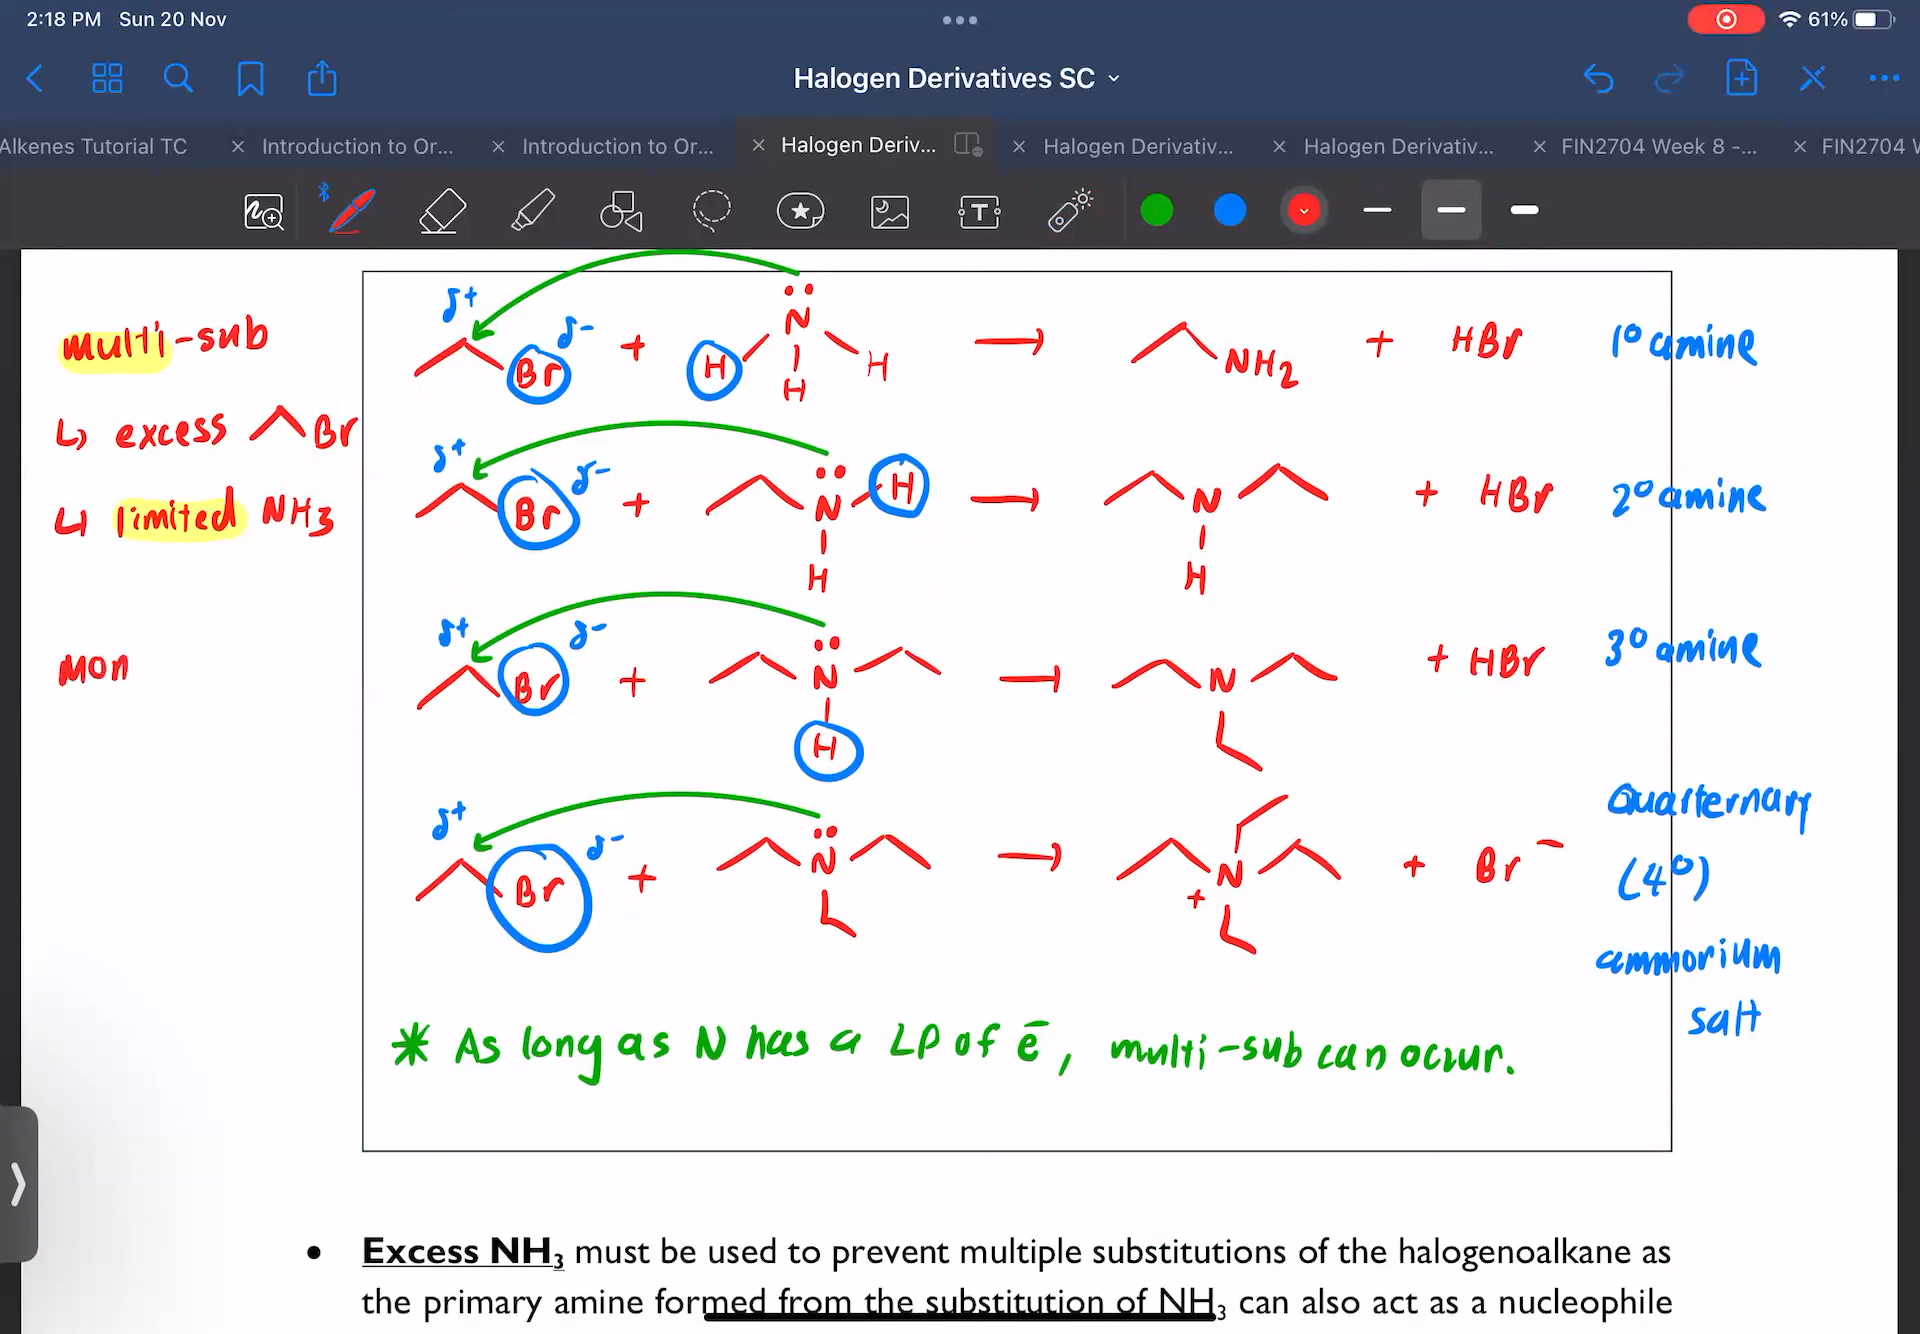 2:18 PM Sun 20 Nov
61%
Halogen Derivatives SC
Alkenes Tutorial TC
Introduction to Or...
Introduction to Or...
Halogen Deriv...
Halogen Derivativ...
Halogen Derivativ...
FIN2704 Week 8 -...
FIN2704 W
multi-sub
↳ excess Br
↳ limited NH3
mon
δ+ δ- Br + H N H H → NH2 + HBr 1° amine
δ+ δ- Br + N H H → N H + HBr 2° amine
δ+ δ- Br + N H → N + HBr 3° amine
δ+ δ- Br + N → N + + Br - Quarternary
(4°)
ammonium
salt
* As long as N has a LP of ē, multi-sub can occur.
• Excess NH3 must be used to prevent multiple substitutions of the halogenoalkane as
the primary amine formed from the substitution of NH3 can also act as a nucleophile